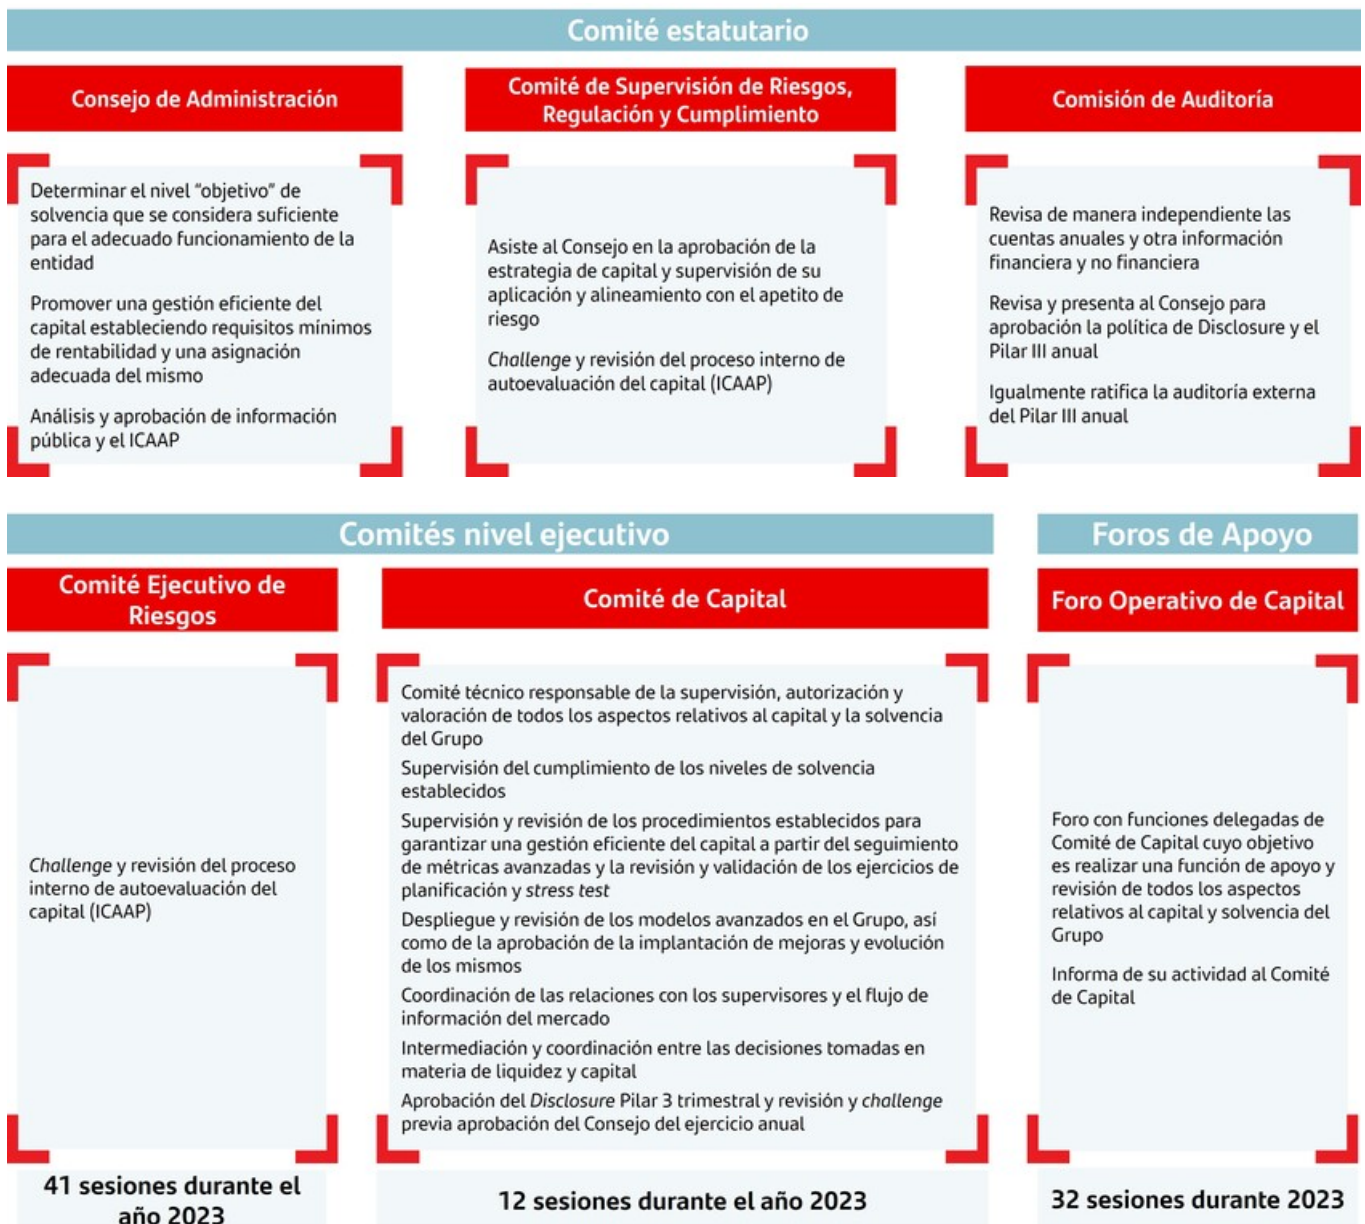 Comité estatutario
Consejo de Administración
Determinar el nivel “objetivo” de
solvencia que se considera suficiente
para el adecuado funcionamiento de la
entidad
Promover una gestión eficiente del
capital estableciendo requisitos mínimos
de rentabilidad y una asignación
adecuada del mismo
Análisis y aprobación de información
pública y el ICAAP
Comité de Supervisión de Riesgos,
Regulación y Cumplimiento
Asiste al Consejo en la aprobación de la
estrategia de capital y supervisión de su
aplicación y alineamiento con el apetito de
riesgo
Challenge y revisión del proceso interno de
autoevaluación del capital (ICAAP)
Comisión de Auditoría
Revisa de manera independiente las
cuentas anuales y otra información
financiera y no financiera
Revisa y presenta al Consejo para
aprobación la política de Disclosure y el
Pilar III anual
Igualmente ratifica la auditoría externa
del Pilar III anual
Comités nivel ejecutivo
Comité Ejecutivo de
Riesgos
Challenge y revisión del proceso
interno de autoevaluación del
capital (ICAAP)
41 sesiones durante el
año 2023
Comité de Capital
Comité técnico responsable de la supervisión, autorización y
valoración de todos los aspectos relativos al capital y la solvencia
del Grupo
Supervisión del cumplimiento de los niveles de solvencia
establecidos
Supervisión y revisión de los procedimientos establecidos para
garantizar una gestión eficiente del capital a partir del seguimiento
de métricas avanzadas y la revisión y validación de los ejercicios de
planificación y stress test
Despliegue y revisión de los modelos avanzados en el Grupo, así
como de la aprobación de la implantación de mejoras y evolución
de los mismos
Coordinación de las relaciones con los supervisores y el flujo de
información del mercado
Intermediación y coordinación entre las decisiones tomadas en
materia de liquidez y capital
Aprobación del Disclosure Pilar 3 trimestral y revisión y challenge
previa aprobación del Consejo del ejercicio anual
12 sesiones durante el año 2023
Foros de Apoyo
Foro Operativo de Capital
Foro con funciones delegadas de
Comité de Capital cuyo objetivo
es realizar una función de apoyo y
revisión de todos los aspectos
relativos al capital y solvencia del
Grupo
Informa de su actividad al Comité
de Capital
32 sesiones durante 2023